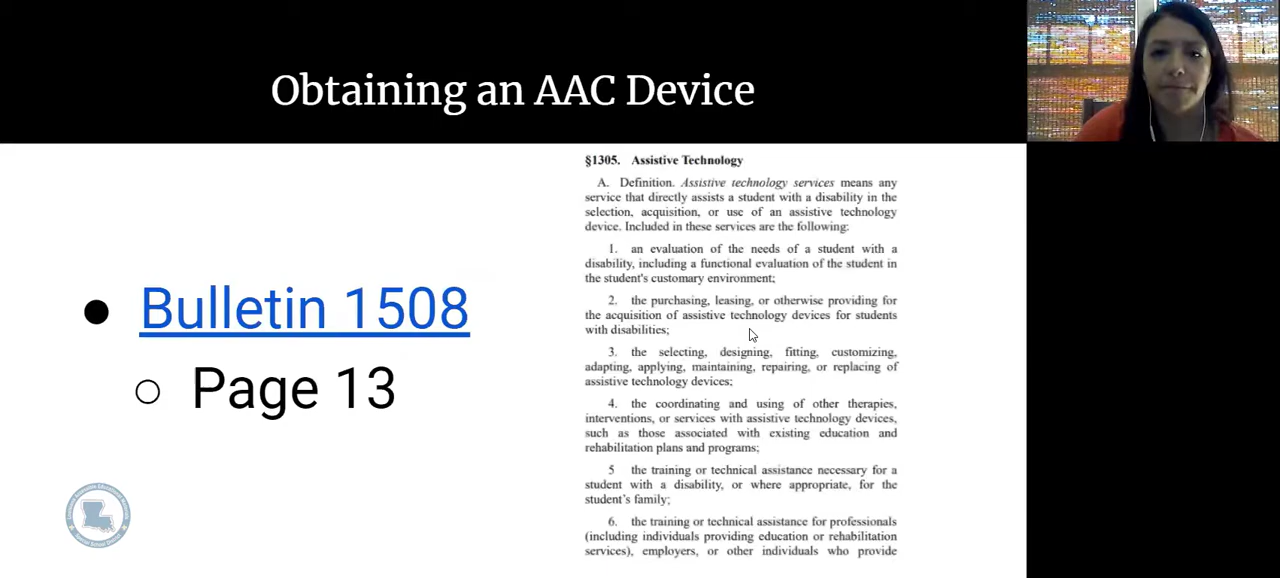 Obtaining an AAC Device
Bulletin 1508
Page 13
§1305. Assistive Technology
A. Definition. Assistive technology services means any
service that directly assists a student with a disability in the
selection, acquisition, or use of an assistive technology
device. Included in these services are the following:
1. an evaluation of the needs of a student with a
disability, including a functional evaluation of the student in
the student's customary environment;
2. the purchasing, leasing, or otherwise providing for
the acquisition of assistive technology devices for students
with disabilities;
3. the selecting, designing, fitting, customizing,
adapting, applying, maintaining, repairing, or replacing of
assistive technology devices;
4. the coordinating and using of other therapies,
interventions, or services with assistive technology devices,
such as those associated with existing education and
rehabilitation plans and programs;
5 the training or technical assistance necessary for a
student with a disability, or where appropriate, for the
student's family;
6. the training or technical assistance for professionals
(including individuals providing education or rehabilitation
services), employers, or other individuals who provide